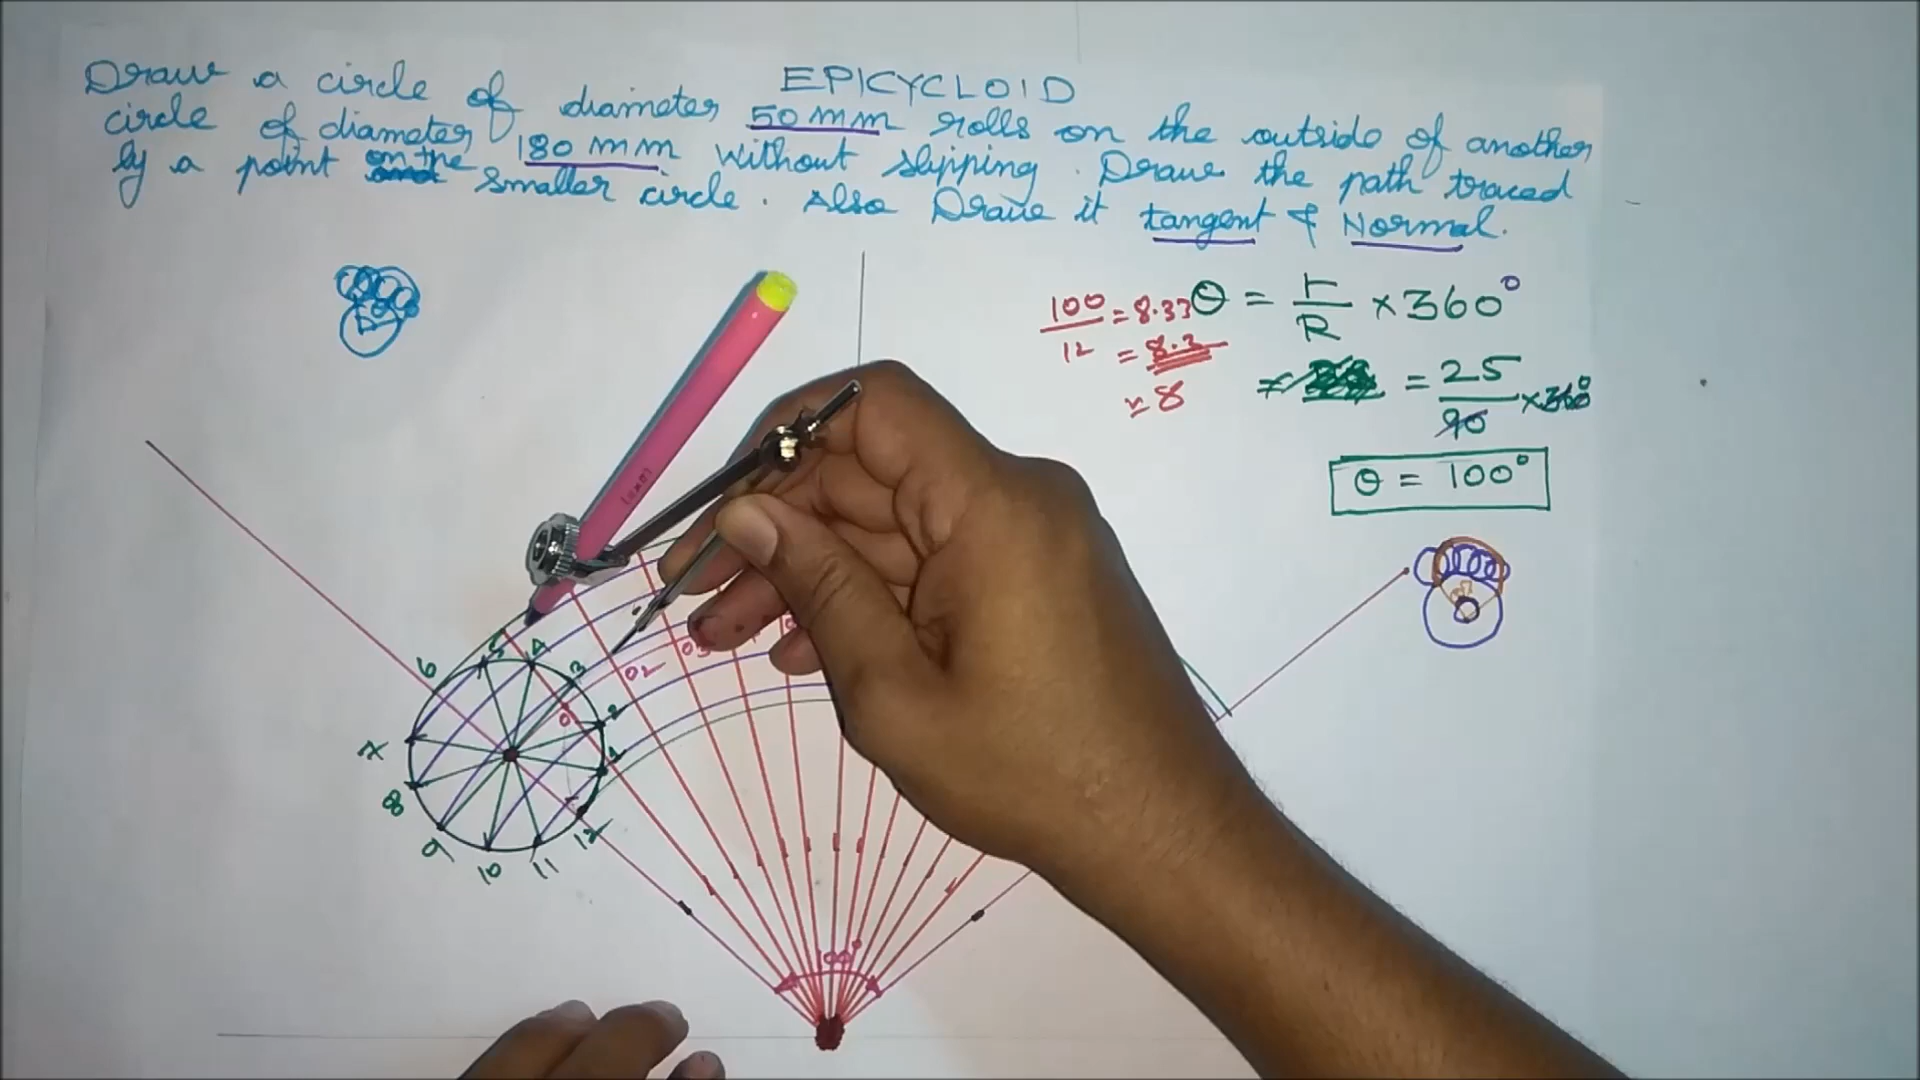 EPICYCLOID
Draw a circle of diameter 50 mm rolls on the outside of another
circle of diameter 180 mm without slipping. Draw the path traced
by a point on the smaller circle. Also Draw it tangent & Normal.
100/12 = 8.33
= 8.3
≈ 8
θ = r/R × 360°
= 25/90 × 360°
θ = 100°
6
5
4
3
2
1
7
8
9
10
11
12
O
O2
O3
100°